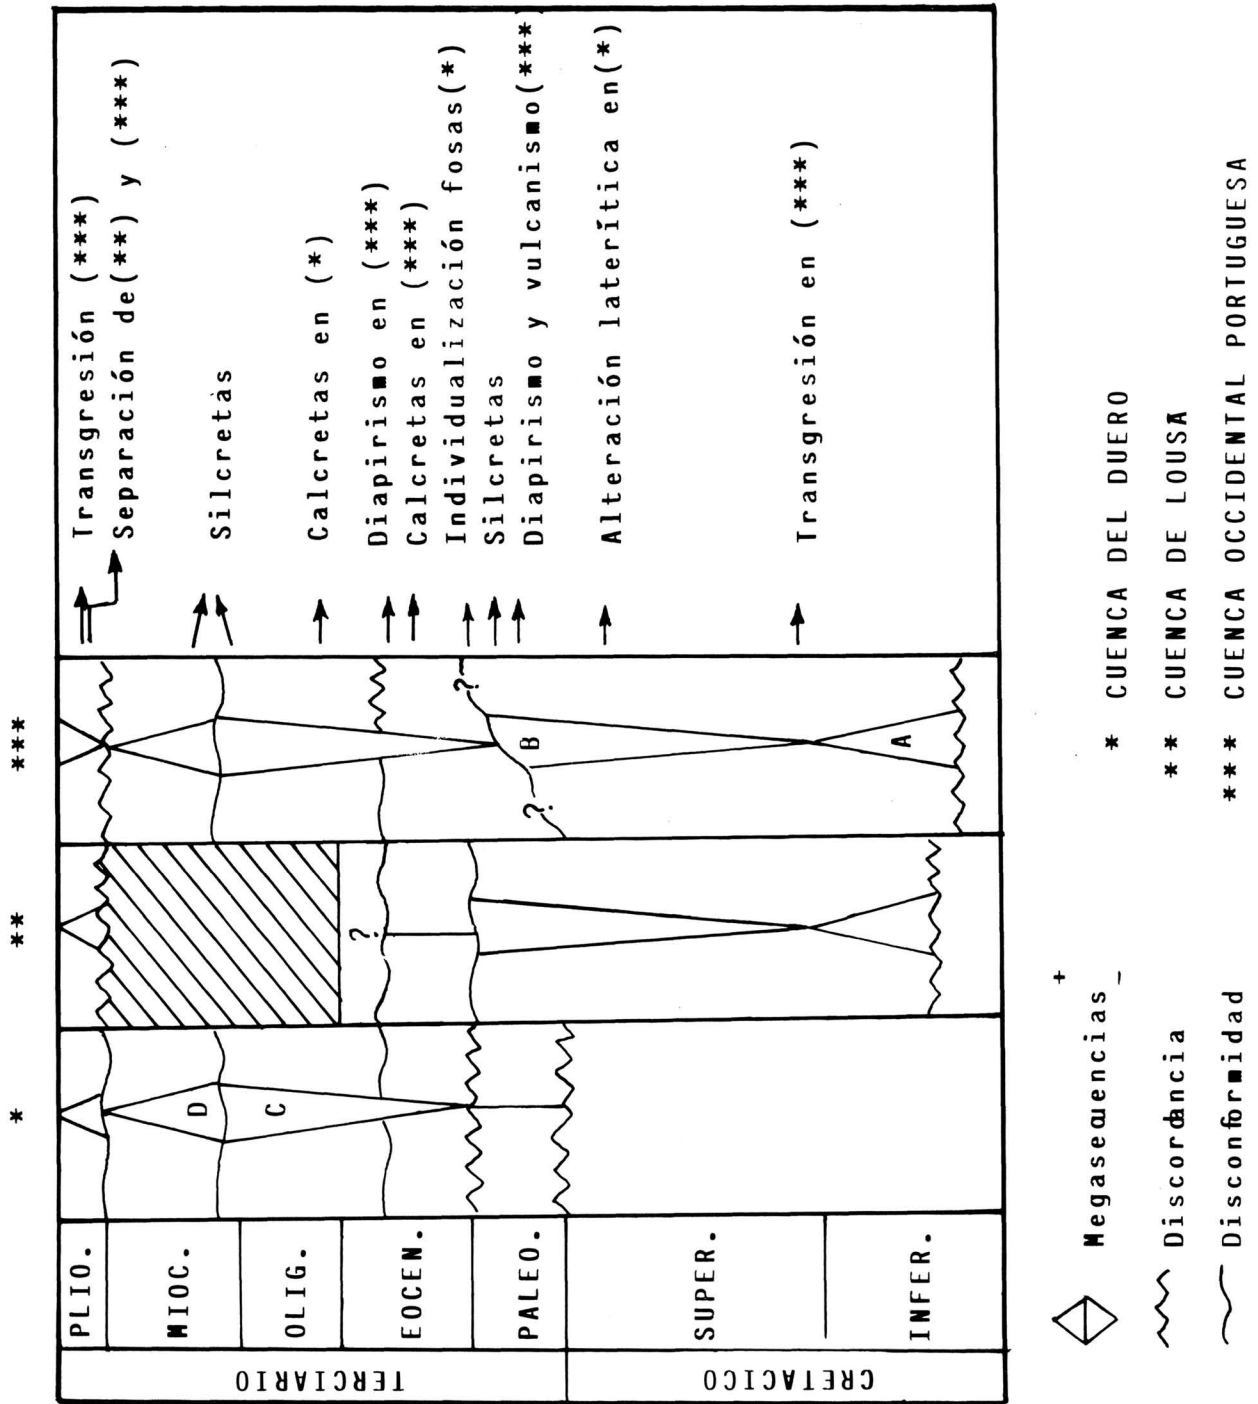 ***
**
*
Transgresión (***)
Separación de(**) y (***)
Silcretas
Calcretas en (*)
Diapirismo en (***)
Calcretas en (***)
Individualización fosas(*)
Silcretas
Diapirismo y vulcanismo(***
Alteración laterítica en(*)
Transgresión en (***)
?
?
B
A
?
D
C
PLIO.
MIOC.
OLIG.
EOCEN.
PALEO.
SUPER.
INFER.
TERCIARIO
CRETACICO
Megasecuencias + −
Discordancia
Disconformidad
* CUENCA DEL DUERO
** CUENCA DE LOUSA
*** CUENCA OCCIDENTAL PORTUGUESA